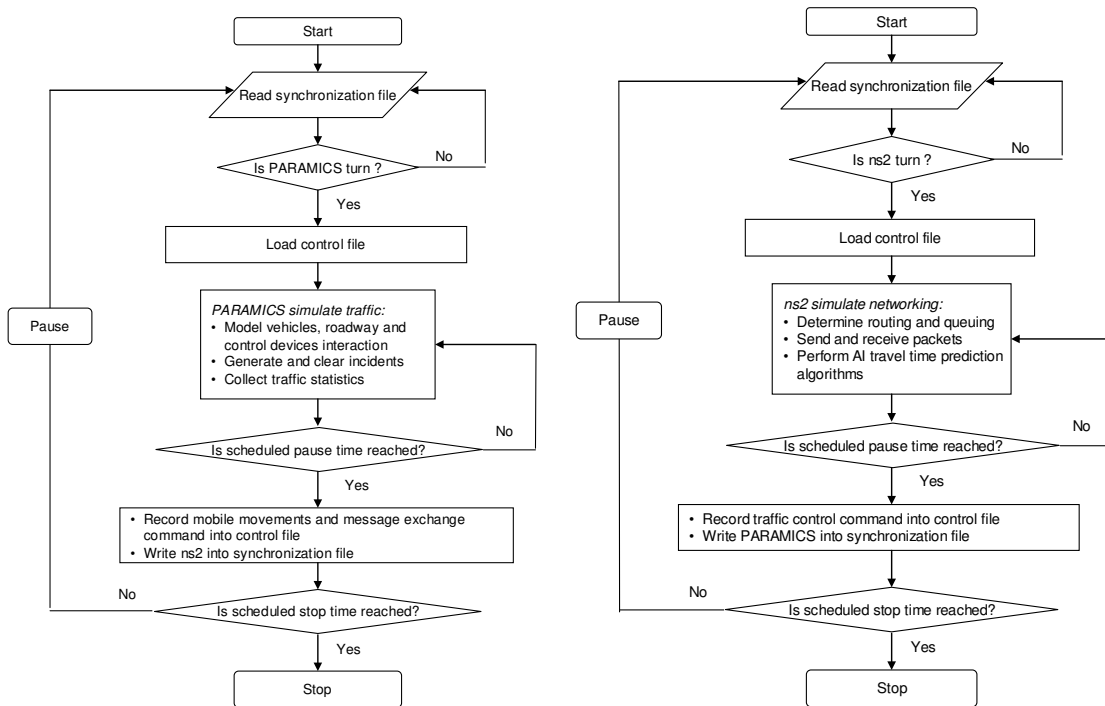 Start
Read synchronization file
No
Is PARAMICS turn ?
Yes
Load control file
PARAMICS simulate traffic:
• Model vehicles, roadway and
control devices interaction
• Generate and clear incidents
• Collect traffic statistics
Pause
No
Is scheduled pause time reached?
Yes
• Record mobile movements and message exchange
command into control file
• Write ns2 into synchronization file
No
Is scheduled stop time reached?
Yes
Stop
Start
Read synchronization file
No
Is ns2 turn ?
Yes
Load control file
ns2 simulate networking:
• Determine routing and queuing
• Send and receive packets
• Perform AI travel time prediction
algorithms
Pause
No
Is scheduled pause time reached?
Yes
• Record traffic control command into control file
• Write PARAMICS into synchronization file
No
Is scheduled stop time reached?
Yes
Stop